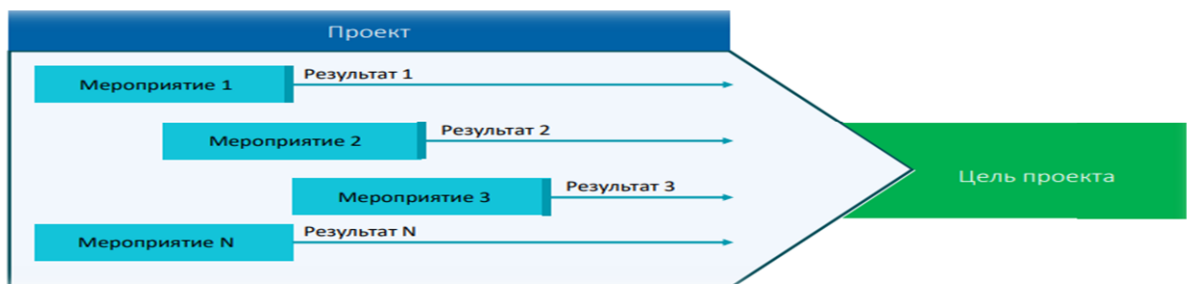 Проект
Мероприятие 1
Результат 1
Мероприятие 2
Результат 2
Мероприятие 3
Результат 3
Мероприятие N
Результат N
Цель проекта